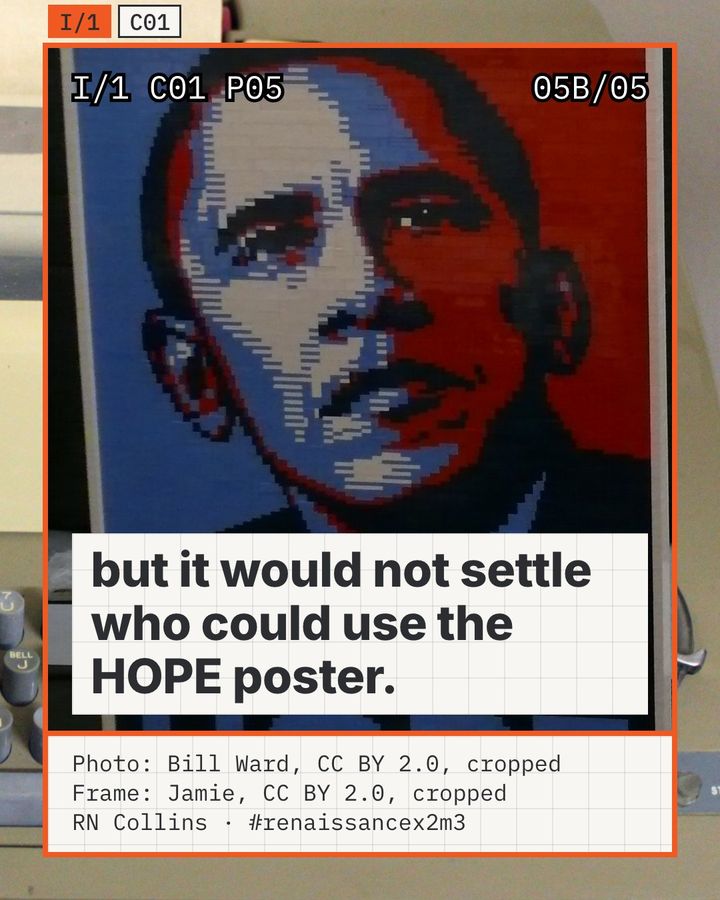 I/1 C01
I/1 C01 P05 05B/05
but it would not settle
who could use the
HOPE poster.
Photo: Bill Ward, CC BY 2.0, cropped
Frame: Jamie, CC BY 2.0, cropped
RN Collins · #renaissancex2m3
7
U
BELL
J
ST